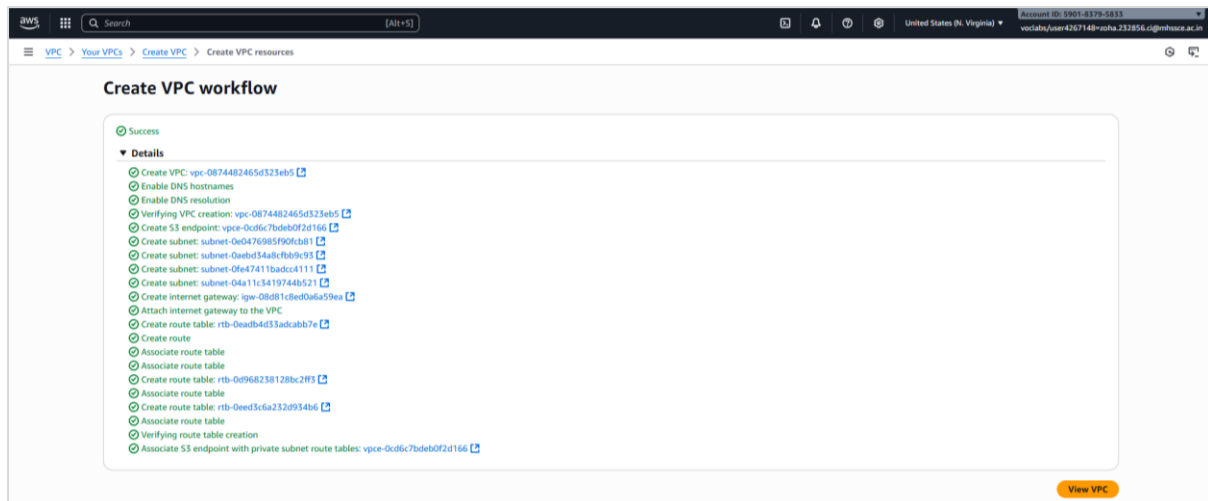 aws
Search
[Alt+S]
United States (N. Virginia)
Account ID: 5901-8379-5833
voclabs/user4267148=zoha.232856.ci@mhssce.ac.in
VPC > Your VPCs > Create VPC > Create VPC resources
Create VPC workflow
Success
Details
Create VPC: vpc-0874482465d323eb5
Enable DNS hostnames
Enable DNS resolution
Verifying VPC creation: vpc-0874482465d323eb5
Create S3 endpoint: vpce-0cd6c7bdeb0f2d166
Create subnet: subnet-0e0476985f90fcb81
Create subnet: subnet-0aebd34a8cfbb9c93
Create subnet: subnet-0fe47411badcc4111
Create subnet: subnet-04a11c3419744b521
Create internet gateway: igw-08d81c8ed0a6a59ea
Attach internet gateway to the VPC
Create route table: rtb-0eadb4d33adcabb7e
Create route
Associate route table
Associate route table
Create route table: rtb-0d968238128bc2ff3
Associate route table
Create route table: rtb-0eed3c6a232d934b6
Associate route table
Verifying route table creation
Associate S3 endpoint with private subnet route tables: vpce-0cd6c7bdeb0f2d166
View VPC